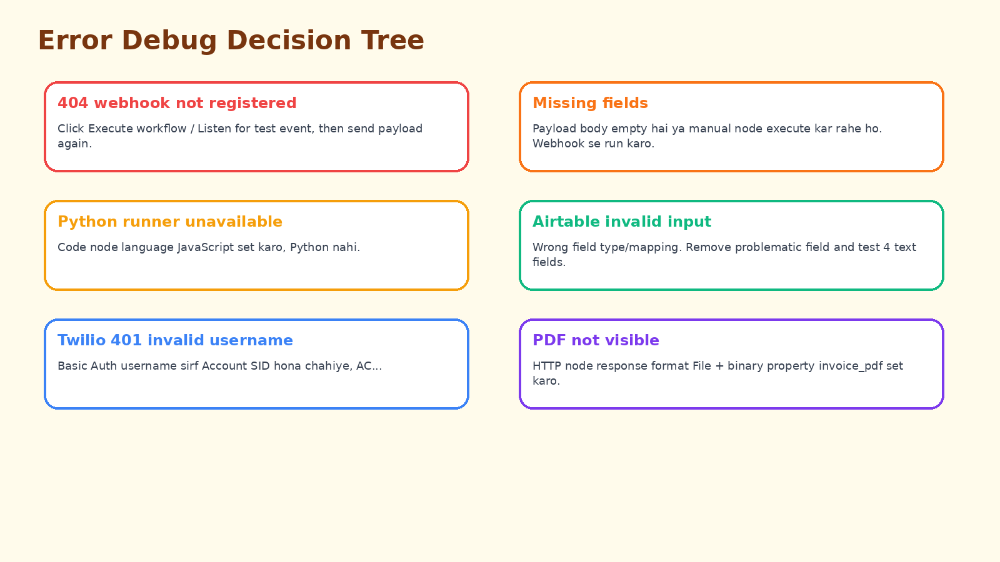 Error Debug Decision Tree
404 webhook not registered
Click Execute workflow / Listen for test event, then send payload
again.
Missing fields
Payload body empty hai ya manual node execute kar rahe ho.
Webhook se run karo.
Python runner unavailable
Code node language JavaScript set karo, Python nahi.
Airtable invalid input
Wrong field type/mapping. Remove problematic field and test 4 text
fields.
Twilio 401 invalid username
Basic Auth username sirf Account SID hona chahiye, AC...
PDF not visible
HTTP node response format File + binary property invoice_pdf set
karo.